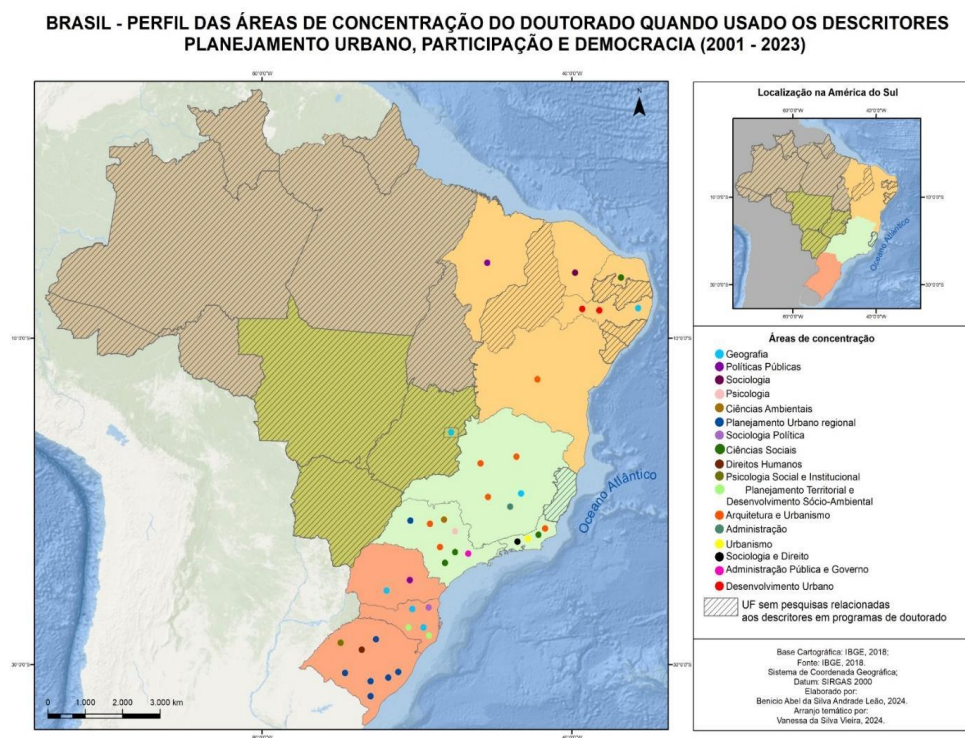 BRASIL - PERFIL DAS ÁREAS DE CONCENTRAÇÃO DO DOUTORADO QUANDO USADO OS DESCRITORES
PLANEJAMENTO URBANO, PARTICIPAÇÃO E DEMOCRACIA (2001 - 2023)
N
Oceano Atlântico
0 1.000 2.000 3.000 km
Localização na América do Sul
Oceano Atlântico
Áreas de concentração
Geografia
Políticas Públicas
Sociologia
Psicologia
Ciências Ambientais
Planejamento Urbano regional
Sociologia Política
Ciências Sociais
Direitos Humanos
Psicologia Social e Institucional
Planejamento Territorial e
Desenvolvimento Sócio-Ambiental
Arquitetura e Urbanismo
Administração
Urbanismo
Sociologia e Direito
Administração Pública e Governo
Desenvolvimento Urbano
UF sem pesquisas relacionadas
aos descritores em programas de doutorado
Base Cartográfica: IBGE, 2018;
Fonte: IBGE, 2018.
Sistema de Coordenada Geográfica;
Datum: SIRGAS 2000
Elaborado por:
Benicio Abel da Silva Andrade Leão, 2024.
Arranjo temático por:
Vanessa da Silva Vieira, 2024.